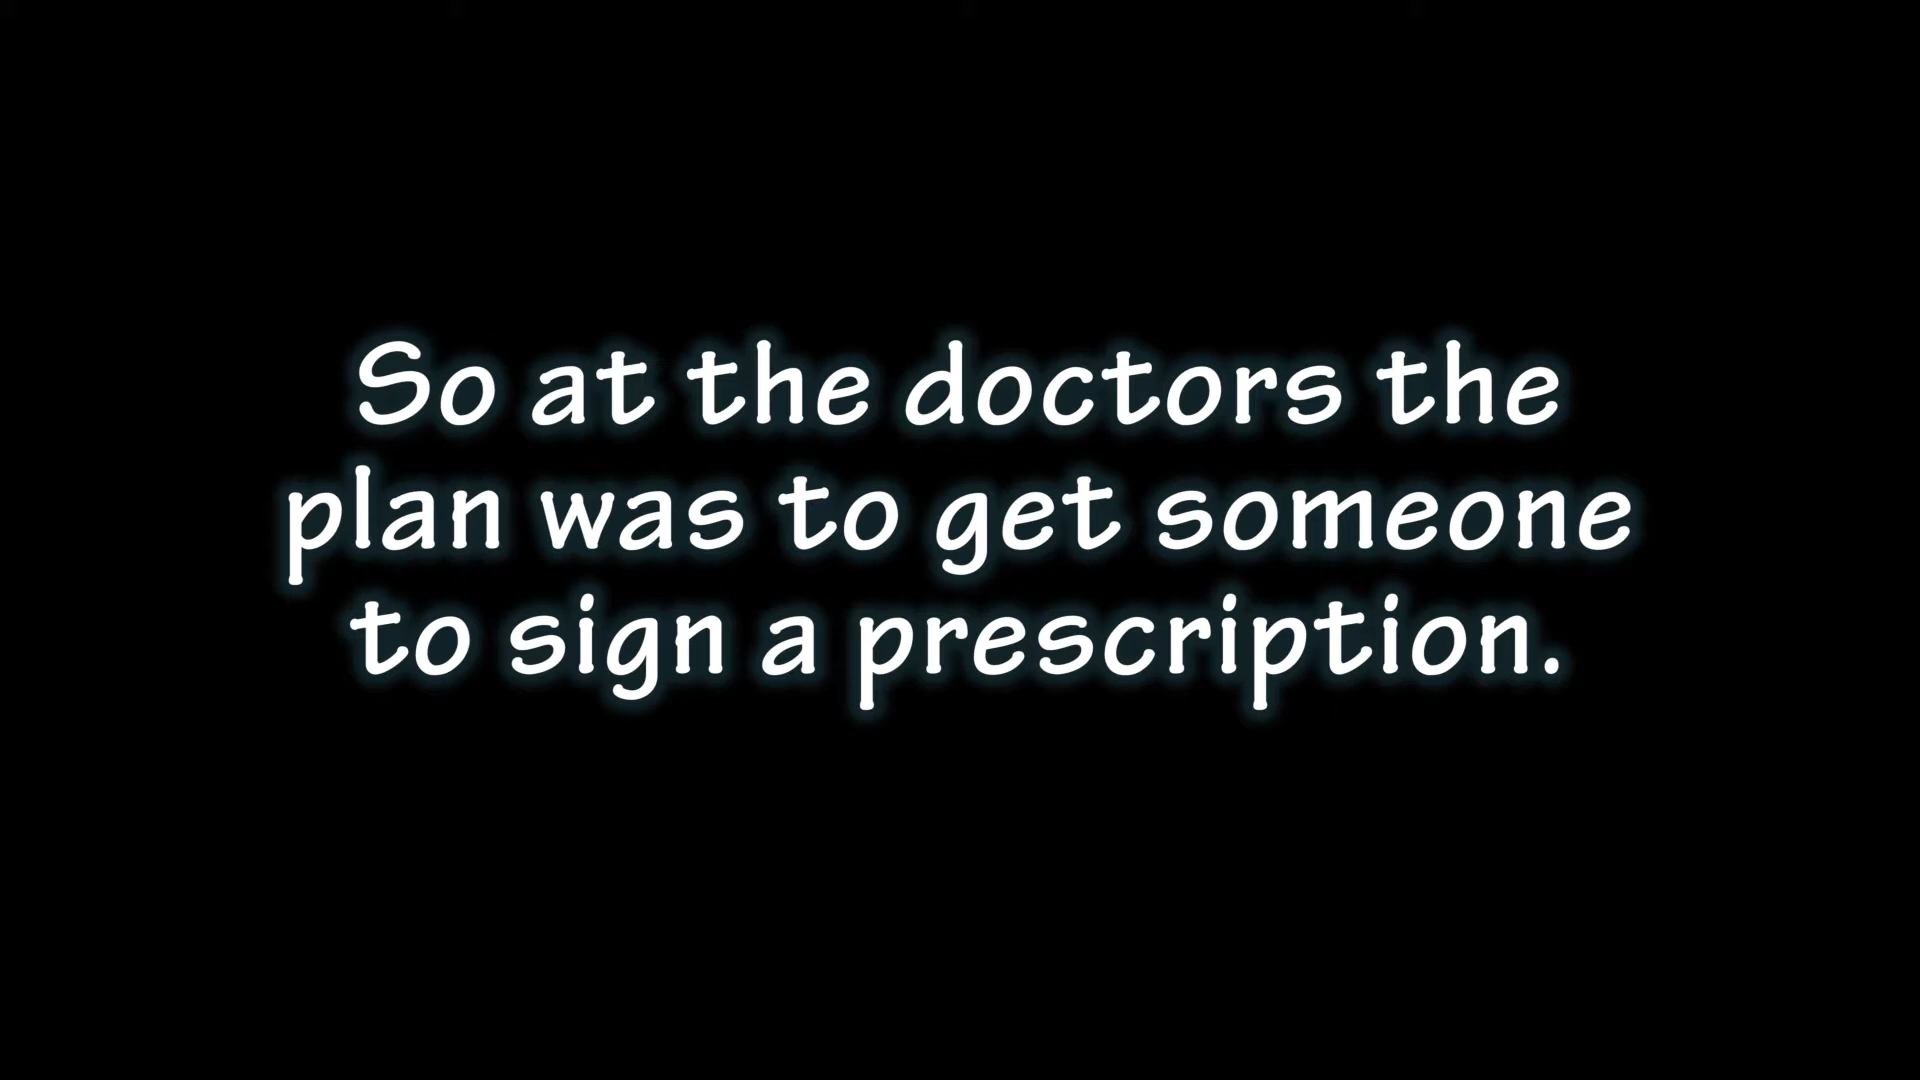 So at the doctors the
plan was to get someone
to sign a prescription.